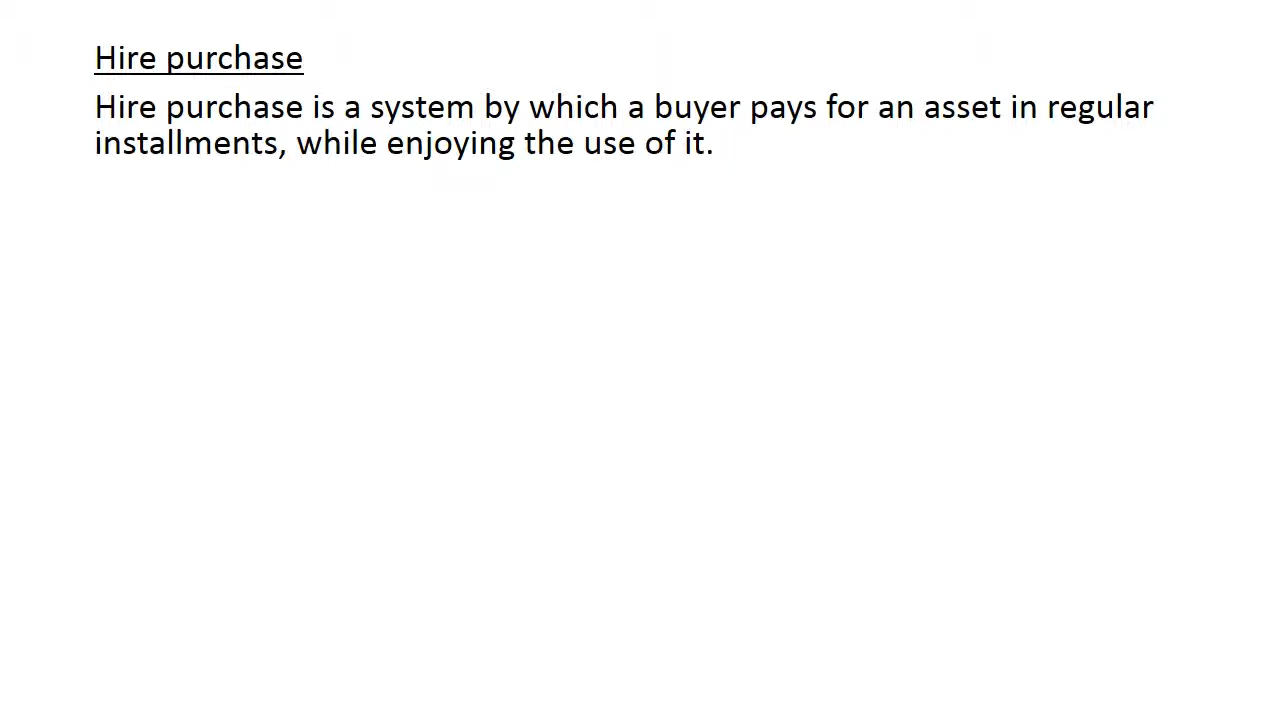 Hire purchase
Hire purchase is a system by which a buyer pays for an asset in regular
installments, while enjoying the use of it.